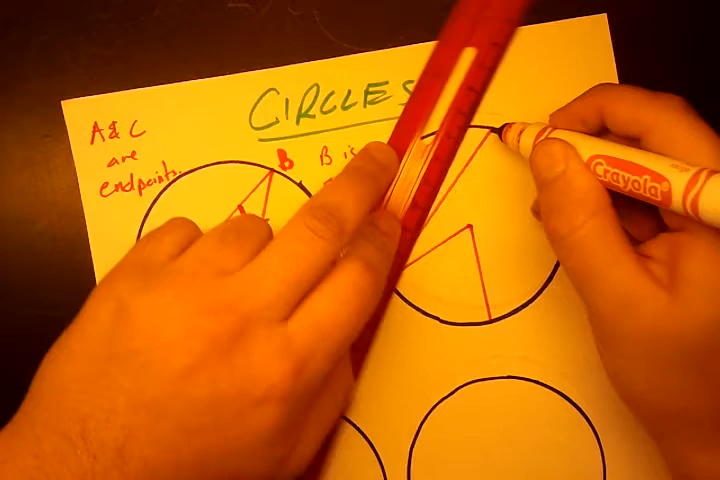 CIRCLES
A & C
are
endpoints.
B
B is
Crayola